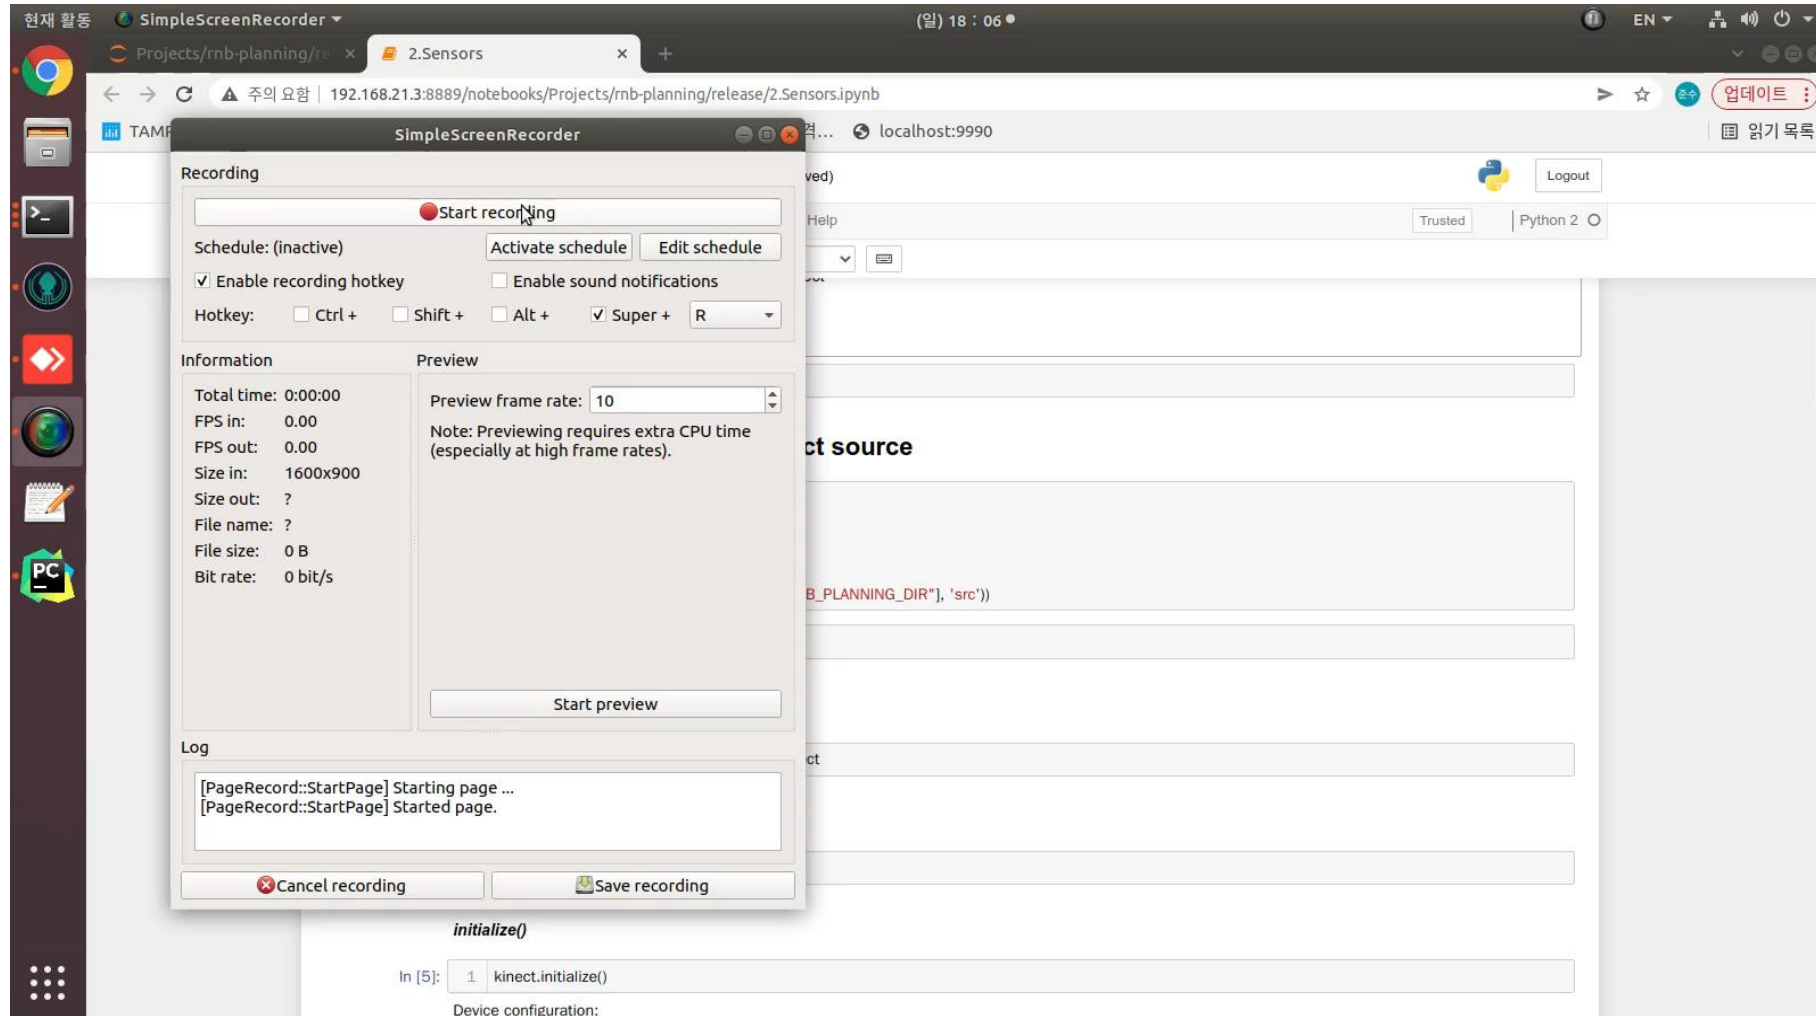 현재 활동 SimpleScreenRecorder (일) 18 : 06 EN
Projects/rnb-planning/re 2.Sensors
주의 요함 192.168.21.3:8889/notebooks/Projects/rnb-planning/release/2.Sensors.ipynb 준수 업데이트
TAMP 격... localhost:9990 읽기 목록
SimpleScreenRecorder
Recording
ved) Logout
Start recording
Help Trusted Python 2
Schedule: (inactive) Activate schedule Edit schedule
Enable recording hotkey Enable sound notifications
Hotkey: Ctrl + Shift + Alt + Super + R
Information Preview
Total time: 0:00:00
FPS in: 0.00
FPS out: 0.00
Size in: 1600x900
Size out: ?
File name: ?
File size: 0 B
Bit rate: 0 bit/s
Preview frame rate: 10
Note: Previewing requires extra CPU time
(especially at high frame rates).
ct source
B_PLANNING_DIR"], 'src'))
PC
Start preview
Log
ct
[PageRecord::StartPage] Starting page ...
[PageRecord::StartPage] Started page.
Cancel recording Save recording
initialize()
In [5]: 1 kinect.initialize()
Device configuration: